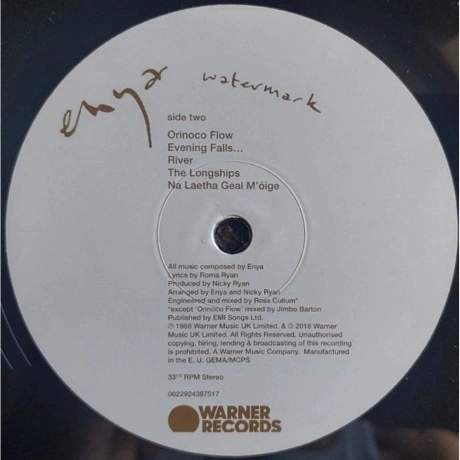 enya watermark
side two
Orinoco Flow
Evening Falls...
River
The Longships
Na Laetha Geal M'óige
All music composed by Enya
Lyrics by Roma Ryan
Produced by Nicky Ryan
Arranged by Enya and Nicky Ryan
Engineered and mixed by Ross Cullum*
*except 'Orinoco Flow' mixed by Jimbo Barton
Published by EMI Songs Ltd.
℗ 1988 Warner Music UK Limited. & © 2018 Warner
Music UK Limited. All Rights Reserved. Unauthorised
copying, hiring, lending & broadcasting of this recording
is prohibited. A Warner Music Company. Manufactured
in the E. U. GEMA/MCPS
33 1/3 RPM Stereo
0022924387517
WARNER
RECORDS